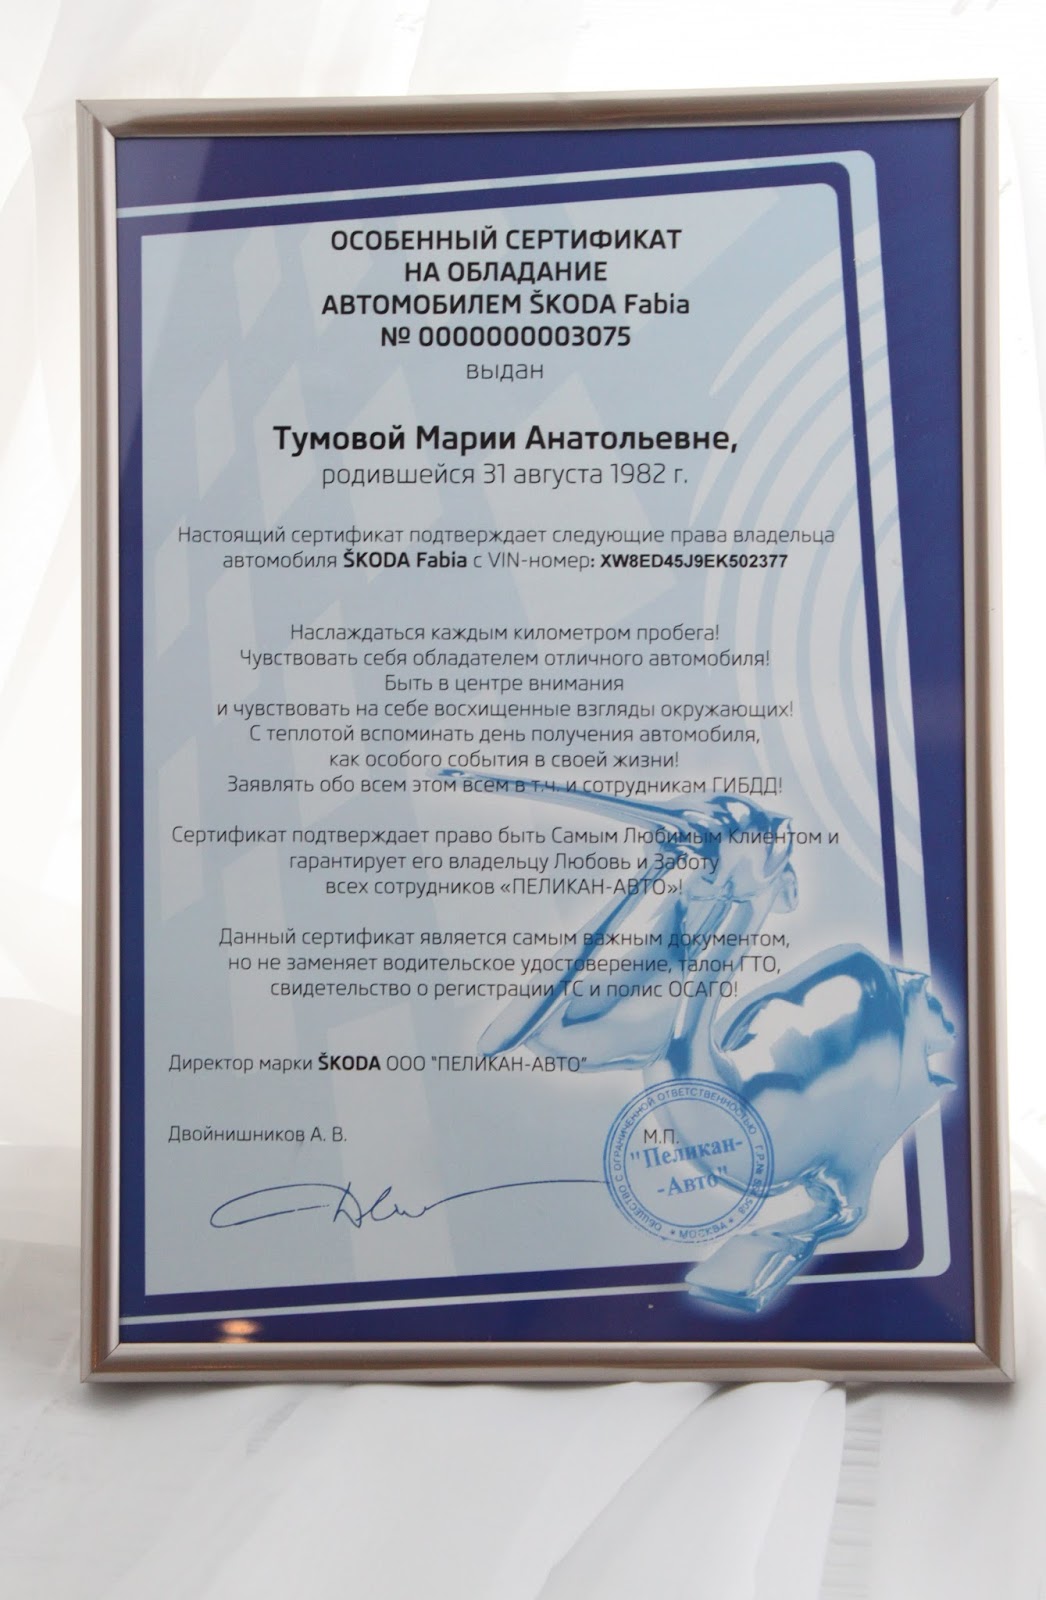 ОСОБЕННЫЙ СЕРТИФИКАТ
НА ОБЛАДАНИЕ
АВТОМОБИЛЕМ ŠKODA Fabia
№ 0000000003075
выдан
Тумовой Марии Анатольевне,
родившейся 31 августа 1982 г.
Настоящий сертификат подтверждает следующие права владельца
автомобиля ŠKODA Fabia с VIN-номер: XW8ED45J9EK502377
Наслаждаться каждым километром пробега!
Чувствовать себя обладателем отличного автомобиля!
Быть в центре внимания
и чувствовать на себе восхищенные взгляды окружающих!
С теплотой вспоминать день получения автомобиля,
как особого события в своей жизни!
Заявлять обо всем этом всем в т.ч. и сотрудникам ГИБДД!
Сертификат подтверждает право быть Самым Любимым Клиентом и
гарантирует его владельцу Любовь и Заботу
всех сотрудников «ПЕЛИКАН-АВТО»!
Данный сертификат является самым важным документом,
но не заменяет водительское удостоверение, талон ГТО,
свидетельство о регистрации ТС и полис ОСАГО!
Директор марки ŠKODA ООО "ПЕЛИКАН-АВТО"
Двойнишников А. В.
М.П.
"Пеликан-
-Авто"
ОБЩЕСТВО С ОГРАНИЧЕННОЙ ОТВЕТСТВЕННОСТЬЮ
* МОСКВА *